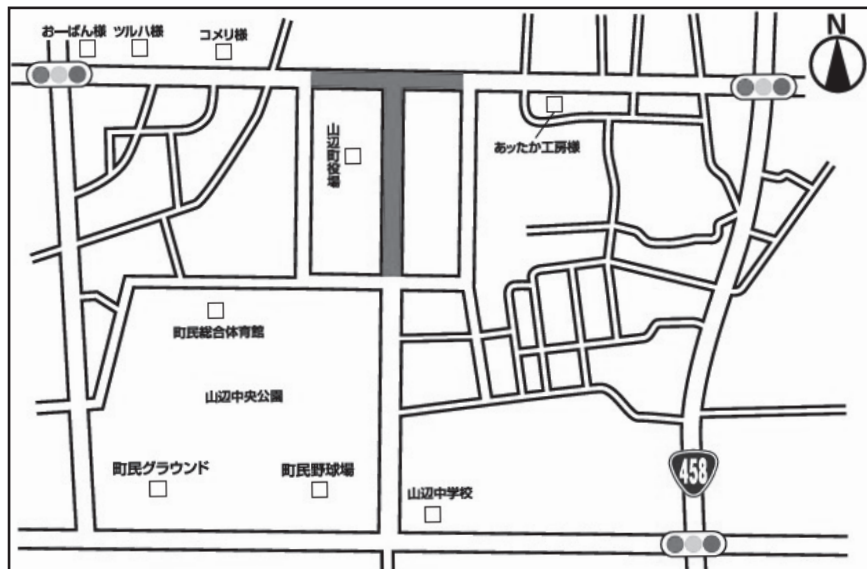 おーばん様
ツルハ様
コメリ様
N
山辺町役場
あッたか工房様
町民総合体育館
山辺中央公園
町民グラウンド
町民野球場
山辺中学校
458